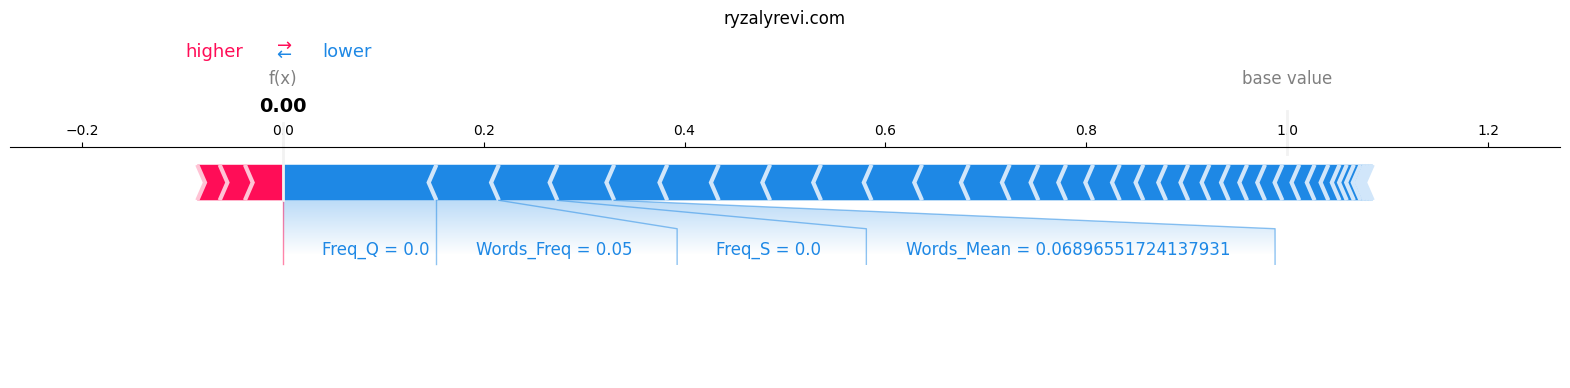 ryzalyrevi.com
higher ⇄ lower
f(x) base value
0.00
−0.2 0.0 0.2 0.4 0.6 0.8 1.0 1.2
Freq_Q = 0.0 Words_Freq = 0.05 Freq_S = 0.0 Words_Mean = 0.06896551724137931